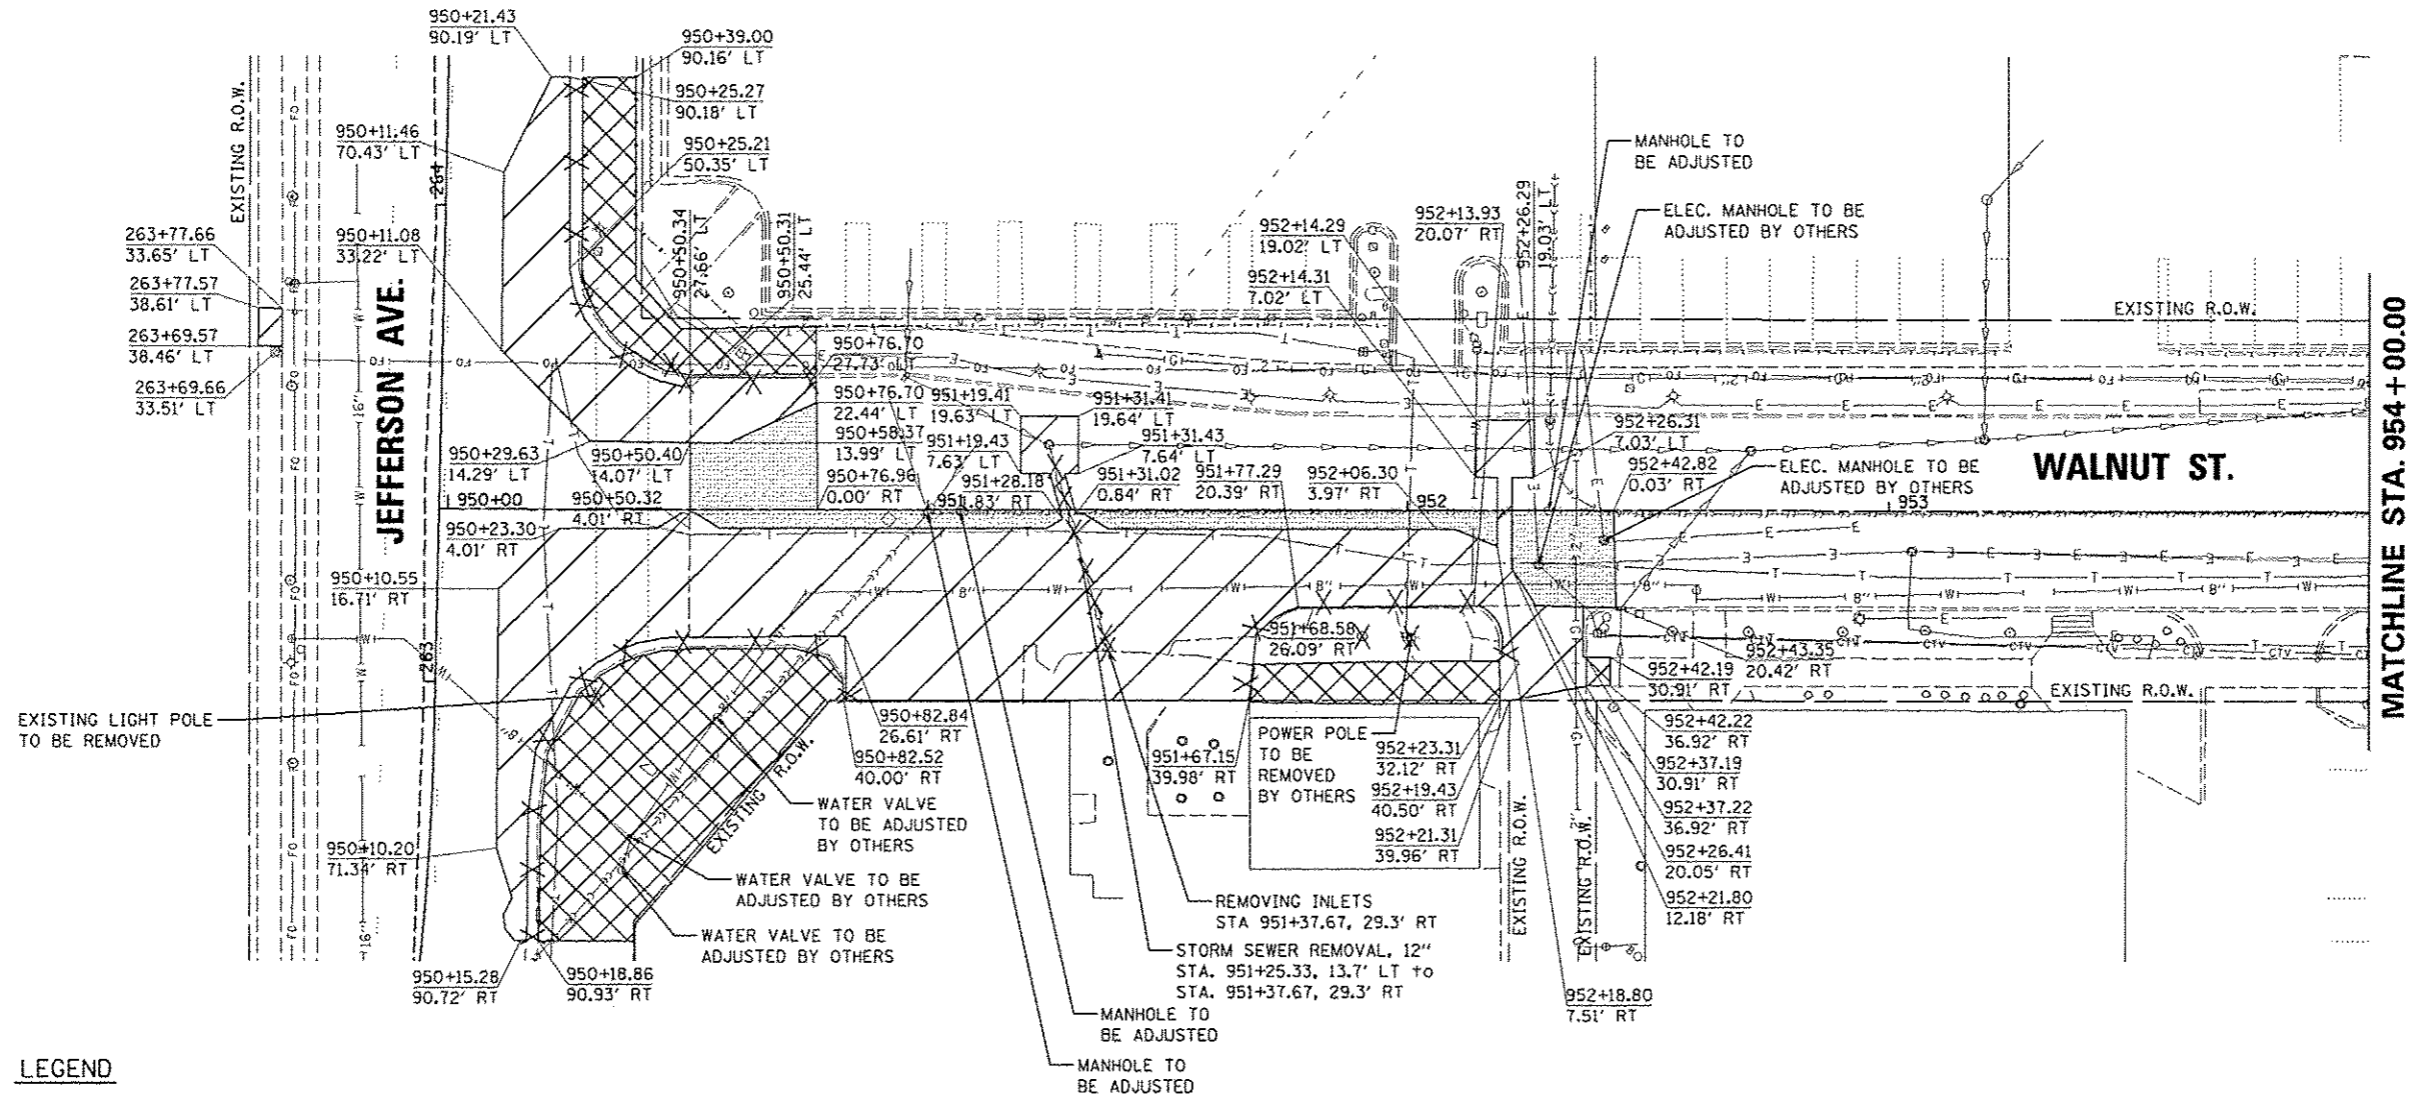 950+21.43
90.19' LT
950+39.00
90.16' LT
950+25.27
90.18' LT
950+25.21
50.35' LT
950+11.46
70.43' LT
950+11.08
33.22' LT
EXISTING R.O.W.
263+77.66
33.65' LT
263+77.57
38.61' LT
263+69.57
38.46' LT
263+69.66
33.51' LT
JEFFERSON AVE.
264
263
950+50.34
27.66' LT
950+50.31
25.44' LT
950+76.70
27.73' LT
950+76.70
22.44' LT
950+58.37
13.99' LT
950+76.96
0.00' RT
950+29.63
14.29' LT
950+50.40
14.07' LT
950+00
950+50.32
4.01' RT
950+23.30
4.01' RT
950+10.55
16.71' RT
951+19.41
19.63' LT
951+31.41
19.64' LT
951+19.43
7.63' LT
951+31.43
7.64' LT
951+28.18
1.83' RT
951
951+31.02
0.84' RT
951+77.29
20.39' RT
952+06.30
3.97' RT
952
952+14.29
19.02' LT
952+14.31
7.02' LT
952+13.93
20.07' RT
952+26.29
19.03' LT
MANHOLE TO
BE ADJUSTED
ELEC. MANHOLE TO BE
ADJUSTED BY OTHERS
952+26.31
7.03' LT
952+42.82
0.03' RT
ELEC. MANHOLE TO BE
ADJUSTED BY OTHERS
953
WALNUT ST.
EXISTING R.O.W.
MATCHLINE STA. 954+00.00
EXISTING R.O.W.
951+68.58
26.09' RT
952+43.35
20.42' RT
952+42.19
30.91' RT
952+42.22
36.92' RT
952+37.19
30.91' RT
952+37.22
36.92' RT
952+26.41
20.05' RT
952+21.80
12.18' RT
952+18.80
7.51' RT
EXISTING LIGHT POLE
TO BE REMOVED
950+82.84
26.61' RT
950+82.52
40.00' RT
951+67.15
39.98' RT
POWER POLE
TO BE
REMOVED
BY OTHERS
952+23.31
32.12' RT
952+19.43
40.50' RT
952+21.31
39.96' RT
EXISTING R.O.W.
EXISTING R.O.W.
EXISTING R.O.W.
950+10.20
71.34' RT
WATER VALVE
TO BE ADJUSTED
BY OTHERS
WATER VALVE TO BE
ADJUSTED BY OTHERS
WATER VALVE TO BE
ADJUSTED BY OTHERS
950+15.28
90.72' RT
950+18.86
90.93' RT
REMOVING INLETS
STA 951+37.67, 29.3' RT
STORM SEWER REMOVAL, 12"
STA. 951+25.33, 13.7' LT to
STA. 951+37.67, 29.3' RT
MANHOLE TO
BE ADJUSTED
MANHOLE TO
BE ADJUSTED
LEGEND